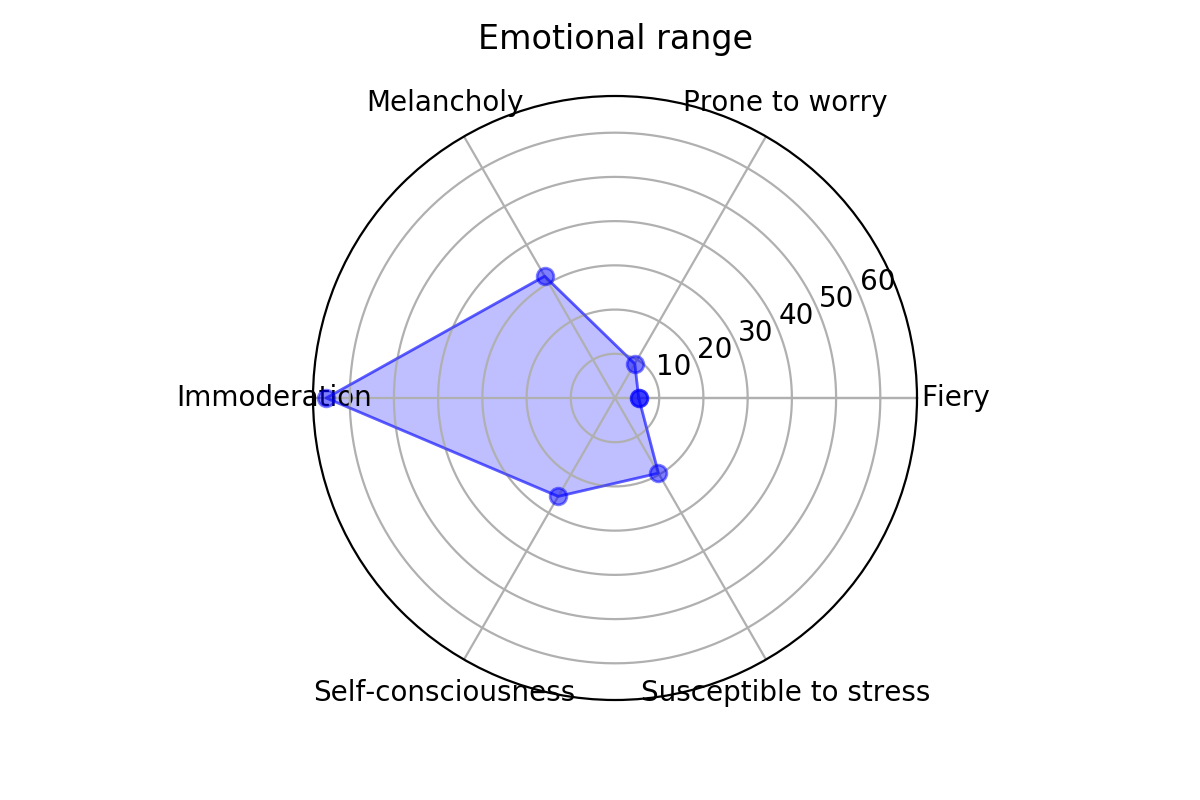 Emotional range
Melancholy
Prone to worry
60
50
40
30
20
10
Immoderation
Fiery
Self-consciousness
Susceptible to stress